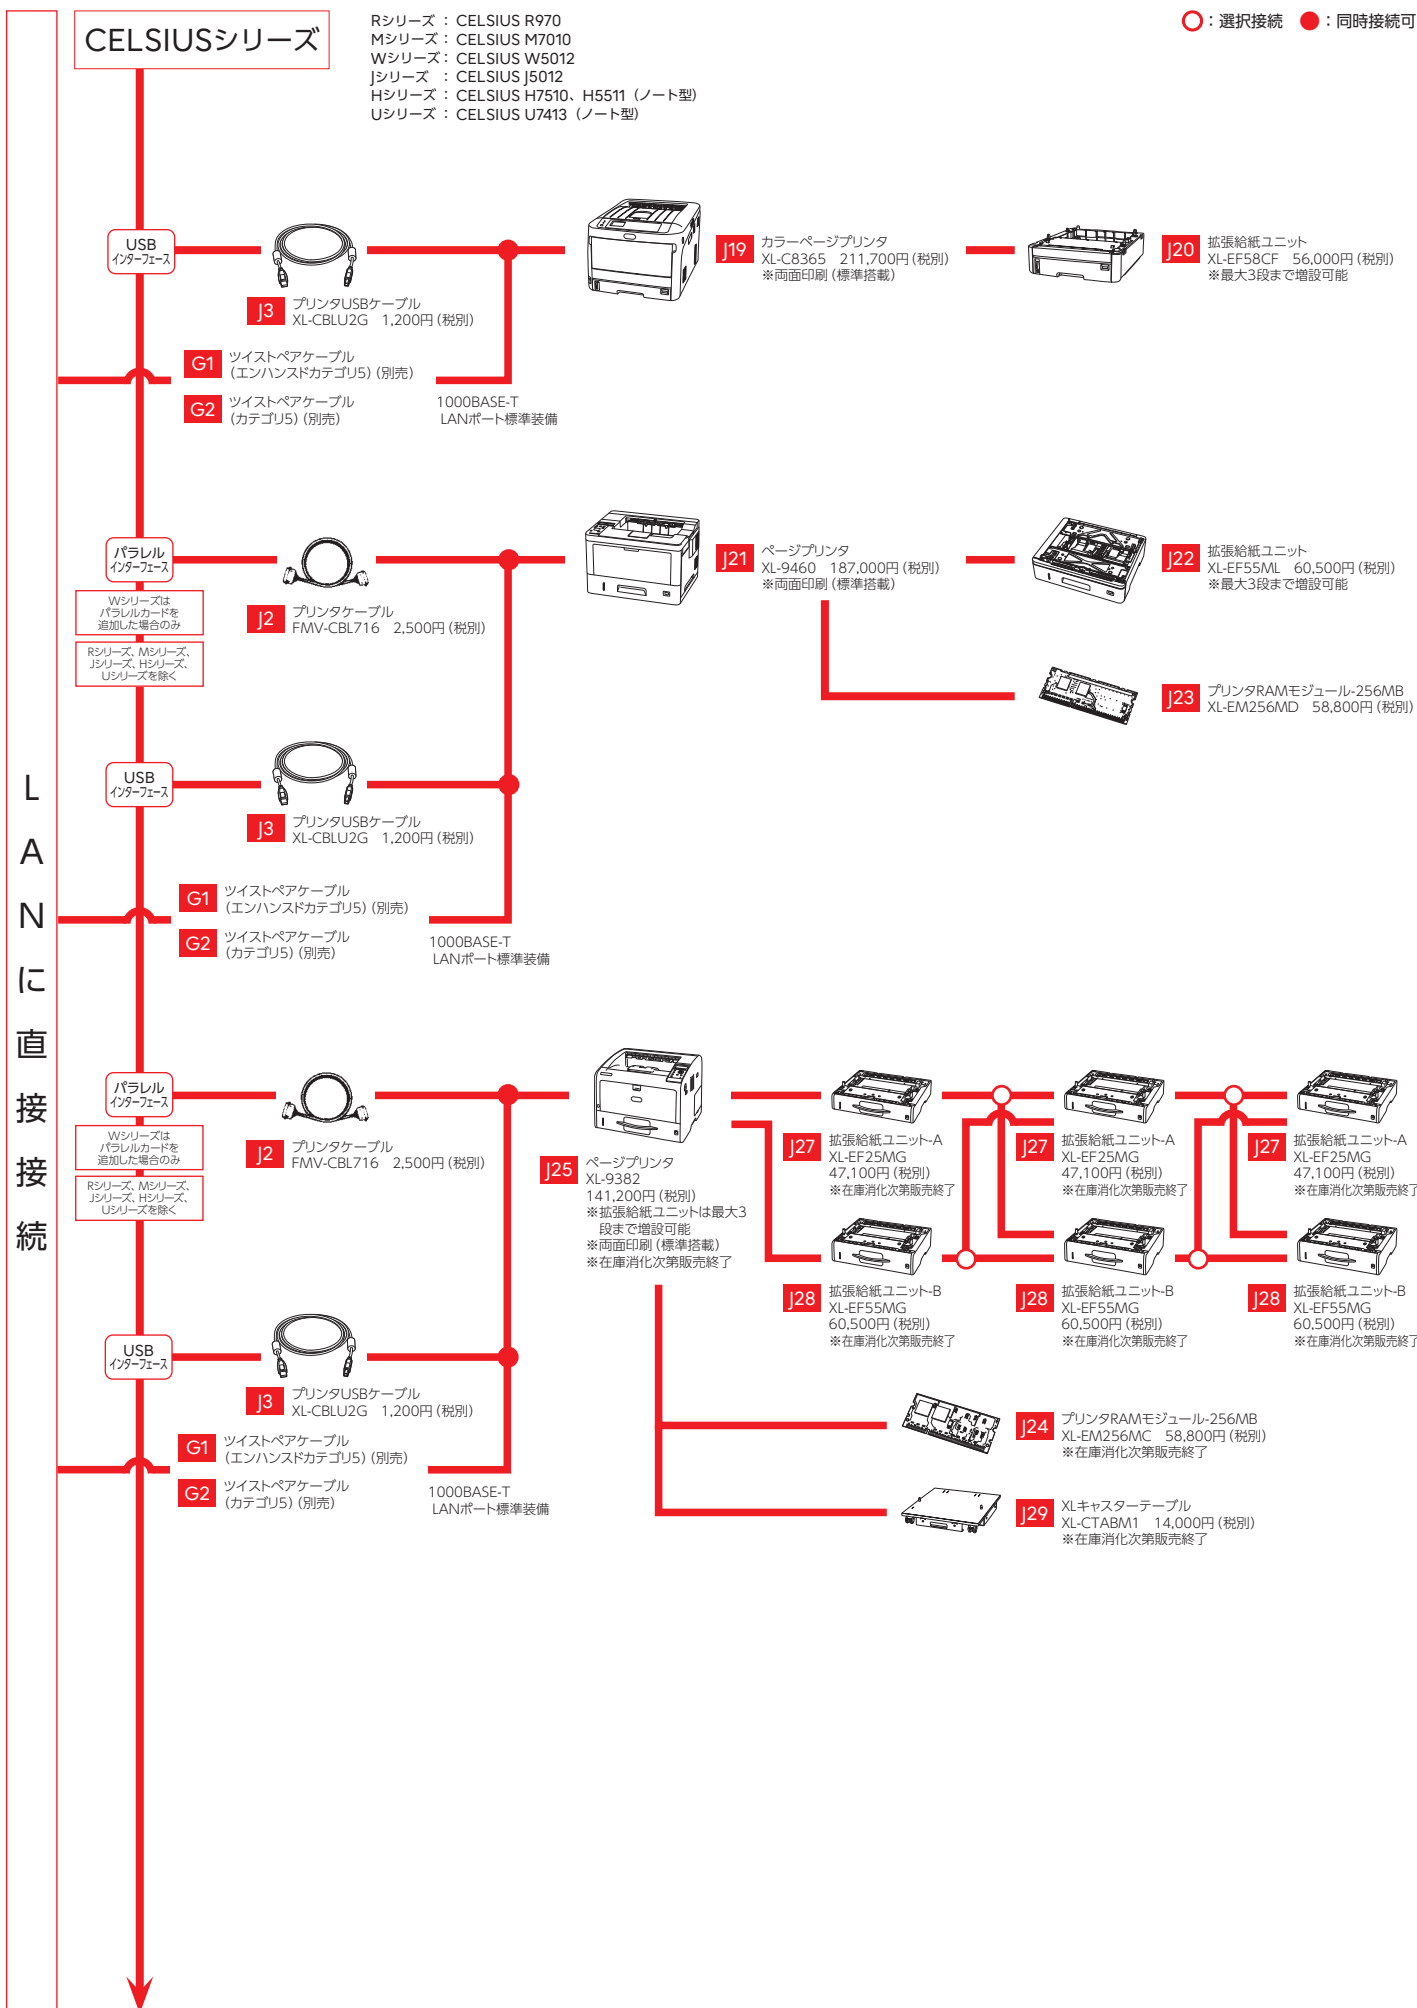 CELSIUSシリーズ
Rシリーズ ： CELSIUS R970
Mシリーズ ： CELSIUS M7010
Wシリーズ ： CELSIUS W5012
Jシリーズ ： CELSIUS J5012
Hシリーズ ： CELSIUS H7510、H5511（ノート型）
Uシリーズ ： CELSIUS U7413（ノート型）
：選択接続
：同時接続可
LANに直接接続
USB
インターフェース
J3
プリンタUSBケーブル
XL-CBLU2G 1,200円（税別）
G1
ツイストペアケーブル
（エンハンスドカテゴリ5）（別売）
G2
ツイストペアケーブル
（カテゴリ5）（別売）
1000BASE-T
LANポート標準装備
J19
カラーページプリンタ
XL-C8365 211,700円（税別）
※両面印刷（標準搭載）
J20
拡張給紙ユニット
XL-EF58CF 56,000円（税別）
※最大3段まで増設可能
パラレル
インターフェース
Wシリーズは
パラレルカードを
追加した場合のみ
Rシリーズ、Mシリーズ、
Jシリーズ、Hシリーズ、
Uシリーズを除く
J2
プリンタケーブル
FMV-CBL716 2,500円（税別）
J21
ページプリンタ
XL-9460 187,000円（税別）
※両面印刷（標準搭載）
J22
拡張給紙ユニット
XL-EF55ML 60,500円（税別）
※最大3段まで増設可能
J23
プリンタRAMモジュール-256MB
XL-EM256MD 58,800円（税別）
USB
インターフェース
J3
プリンタUSBケーブル
XL-CBLU2G 1,200円（税別）
G1
ツイストペアケーブル
（エンハンスドカテゴリ5）（別売）
G2
ツイストペアケーブル
（カテゴリ5）（別売）
1000BASE-T
LANポート標準装備
パラレル
インターフェース
Wシリーズは
パラレルカードを
追加した場合のみ
Rシリーズ、Mシリーズ、
Jシリーズ、Hシリーズ、
Uシリーズを除く
J2
プリンタケーブル
FMV-CBL716 2,500円（税別）
J25
ページプリンタ
XL-9382
141,200円（税別）
※拡張給紙ユニットは最大3
段まで増設可能
※両面印刷（標準搭載）
※在庫消化次第販売終了
J27
拡張給紙ユニット-A
XL-EF25MG
47,100円（税別）
※在庫消化次第販売終了
J27
拡張給紙ユニット-A
XL-EF25MG
47,100円（税別）
※在庫消化次第販売終了
J27
拡張給紙ユニット-A
XL-EF25MG
47,100円（税別）
※在庫消化次第販売終了
J28
拡張給紙ユニット-B
XL-EF55MG
60,500円（税別）
※在庫消化次第販売終了
J28
拡張給紙ユニット-B
XL-EF55MG
60,500円（税別）
※在庫消化次第販売終了
J28
拡張給紙ユニット-B
XL-EF55MG
60,500円（税別）
※在庫消化次第販売終了
USB
インターフェース
J3
プリンタUSBケーブル
XL-CBLU2G 1,200円（税別）
G1
ツイストペアケーブル
（エンハンスドカテゴリ5）（別売）
G2
ツイストペアケーブル
（カテゴリ5）（別売）
1000BASE-T
LANポート標準装備
J24
プリンタRAMモジュール-256MB
XL-EM256MC 58,800円（税別）
※在庫消化次第販売終了
J29
XLキャスターテーブル
XL-CTABM1 14,000円（税別）
※在庫消化次第販売終了